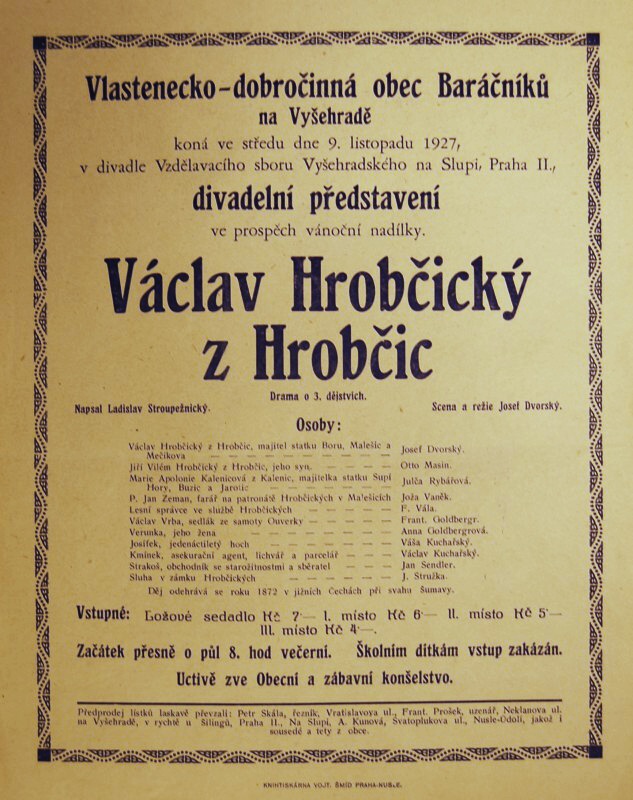 Vlastenecko-dobročinná obec Baráčníků
na Vyšehradě
koná ve středu dne 9. listopadu 1927,
v divadle Vzdělavacího sboru Vyšehradského na Slupi, Praha II.,
divadelní představení
ve prospěch vánoční nadílky.
Václav Hrobčický
z Hrobčic
Drama o 3. dějstvích.
Napsal Ladislav Stroupežnický. Scena a režie Josef Dvorský.
Osoby:
Václav Hrobčický z Hrobčic, majitel statku Boru, Malešic a
Mečikova — — — — — — — — Josef Dvorský.
Jiří Vilém Hrobčický z Hrobčic, jeho syn. — — — — Otto Masin.
Marie Apolonie Kalenicová z Kalenic, majitelka statku Šupí
Hory, Buzic a Jarotic — — — — — — Julča Rybářová.
P. Jan Zeman, farář na patronátě Hrobčických v Malešicích Joža Vaněk.
Lesní správce ve službě Hrobčických — — — — F. Vála.
Václav Vrba, sedlák ze samoty Ouverky — — — — Frant. Goldbergr.
Verunka, jeho žena — — — — — — — Anna Goldbergrová.
Josífek, jedenáctiletý hoch — — — — — — Váša Kuchařský.
Kmínek, asekurační agent, lichvář a parcelář — — — Václav Kuchařský.
Strakoš, obchodník se starožitnostmi a sběratel — — — Jan Sendler.
Sluha v zámku Hrobčických — — — — — — J. Stružka.
Děj odehrává se roku 1872 v jižních Čechách při svahu Šumavy.
Vstupné: Ložové sedadlo Kč 7·— I. místo Kč 6·— II. místo Kč 5·—
III. místo Kč 4·—.
Začátek přesně o půl 8. hod večerní. Školním dítkám vstup zakázán.
Uctivě zve Obecní a zábavní konšelstvo.
Předprodej lístků laskavě převzali: Petr Skála, řezník, Vratislavova ul., Frant. Prošek, uzenář, Neklanova ul.
na Vyšehradě, v rychtě u Šilingů, Praha II., Na Slupi, A. Kunová, Svatoplukova ul., Nusle-Údolí, jakož i
sousedé a tety z obce.
KNIHTISKÁRNA VOJT. ŠMÍD PRAHA-NUSLE.